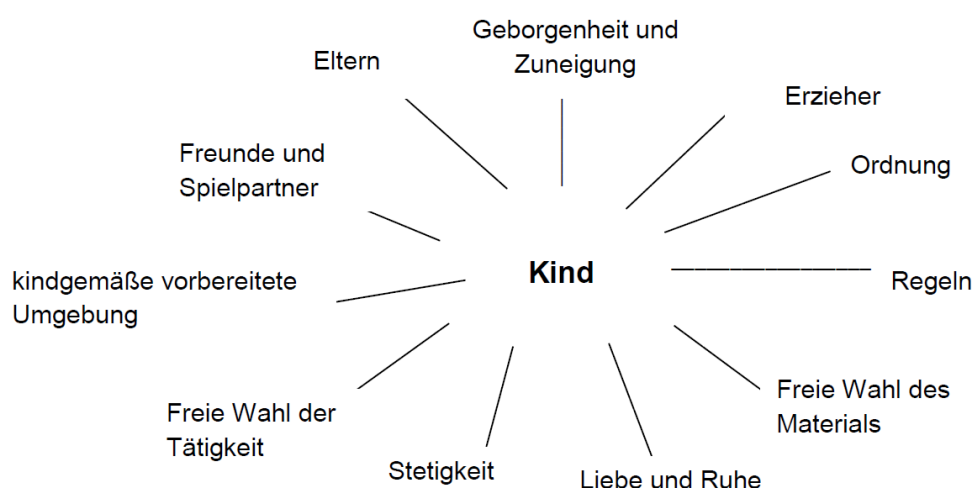 Geborgenheit und
Zuneigung
Eltern
Erzieher
Freunde und
Spielpartner
Ordnung
Kind
kindgemäße vorbereitete
Umgebung
Regeln
Freie Wahl des
Materials
Freie Wahl der
Tätigkeit
Stetigkeit
Liebe und Ruhe